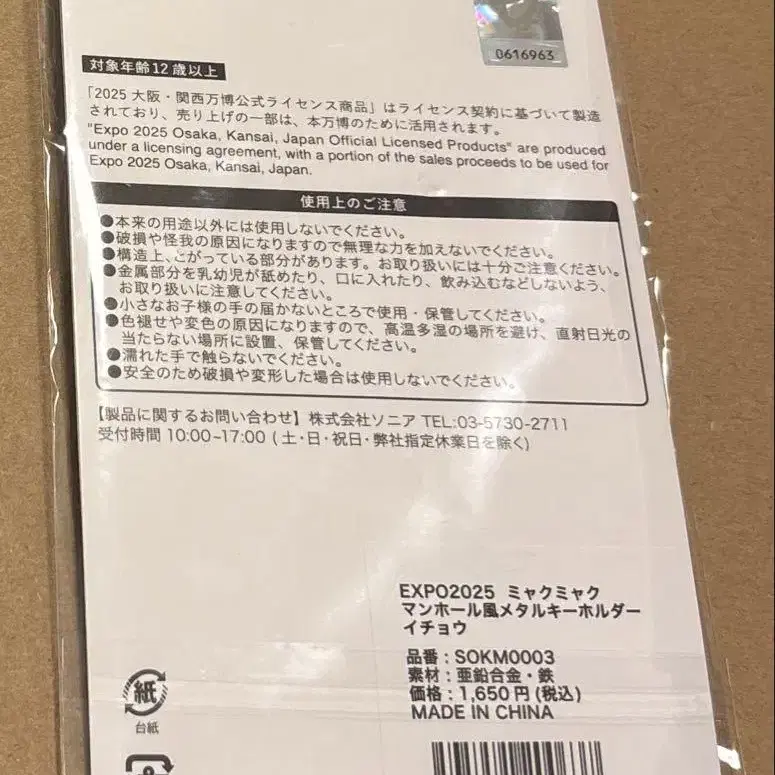 0616963
対象年齢12歳以上
「2025 大阪・関西万博公式ライセンス商品」はライセンス契約に基づいて製造
されており、売り上げの一部は、本万博のために活用されます。
"Expo 2025 Osaka, Kansai, Japan Official Licensed Products" are produced
under a licensing agreement, with a portion of the sales proceeds to be used for
Expo 2025 Osaka, Kansai, Japan.
使用上のご注意
●本来の用途以外には使用しないでください。
●破損や怪我の原因になりますので無理な力を加えないでください。
●構造上、とがっている部分があります。お取り扱いには十分ご注意ください。
●金属部分を乳幼児が舐めたり、口に入れたり、飲み込むなどしないよう、
お取り扱いに注意してください。
●小さなお子様の手の届かないところで使用・保管してください。
●色褪せや変色の原因になりますので、高温多湿の場所を避け、直射日光の
当たらない場所に設置、保管してください。
●濡れた手で触らないでください。
●安全のため破損や変形した場合は使用しないでください。
【製品に関するお問い合わせ】株式会社ソニア TEL:03-5730-2711
受付時間 10:00~17:00 (土・日・祝日・弊社指定休業日を除く)
EXPO2025 ミャクミャク
マンホール風メタルキーホルダー
イチョウ
品番：SOKM0003
素材：亜鉛合金・鉄
価格：1,650円(税込)
MADE IN CHINA
紙
台紙